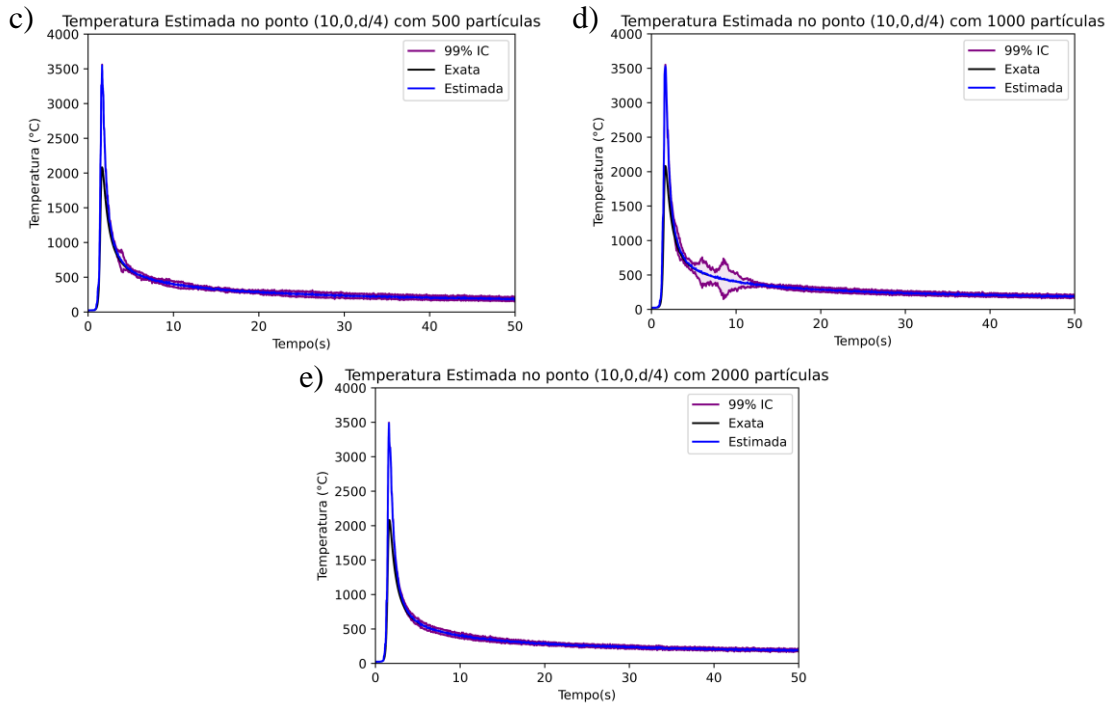 c)
Temperatura Estimada no ponto (10,0,d/4) com 500 partículas
4000
3500
3000
2500
2000
1500
1000
500
0
Temperatura (°C)
99% IC
Exata
Estimada
0 10 20 30 40 50
Tempo(s)
d)
Temperatura Estimada no ponto (10,0,d/4) com 1000 partículas
4000
3500
3000
2500
2000
1500
1000
500
0
Temperatura (°C)
99% IC
Exata
Estimada
0 10 20 30 40 50
Tempo(s)
e)
Temperatura Estimada no ponto (10,0,d/4) com 2000 partículas
4000
3500
3000
2500
2000
1500
1000
500
0
Temperatura (°C)
99% IC
Exata
Estimada
0 10 20 30 40 50
Tempo(s)